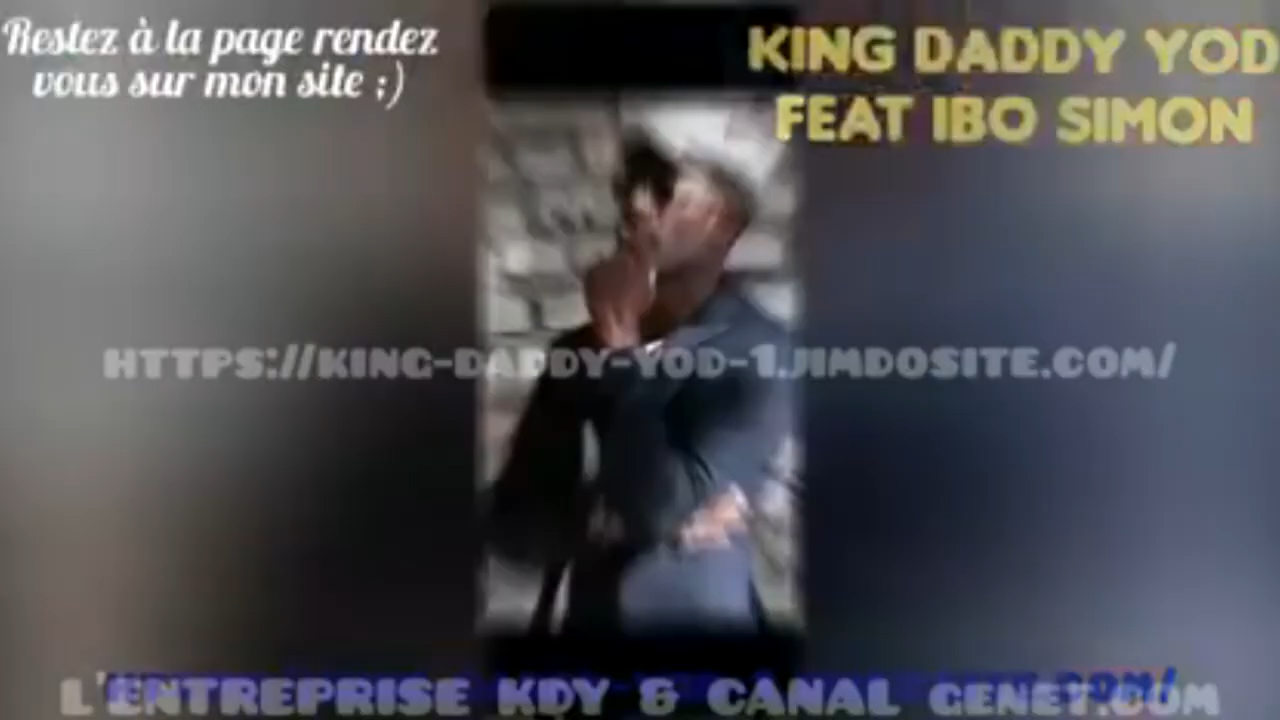 Restez à la page rendez
vous sur mon site ;)
KING DADDY YOD
FEAT IBO SIMON
HTTPS://KING-DADDY-YOD-1.JIMDOSITE.COM/
L'ENTREPRISE KDY & CANAL GENET.COM